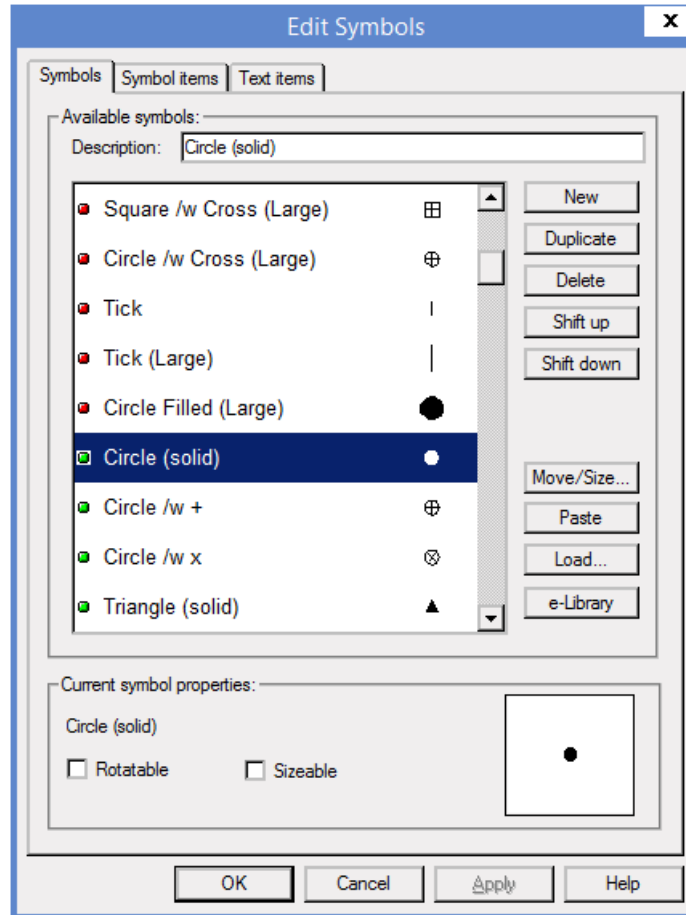 Edit Symbols
x
Symbols Symbol items Text items
Available symbols:
Description: Circle (solid)
Square /w Cross (Large)
Circle /w Cross (Large)
Tick
Tick (Large)
Circle Filled (Large)
Circle (solid)
Circle /w +
Circle /w x
Triangle (solid)
New
Duplicate
Delete
Shift up
Shift down
Move/Size...
Paste
Load...
e-Library
Current symbol properties:
Circle (solid)
Rotatable Sizeable
OK Cancel Apply Help